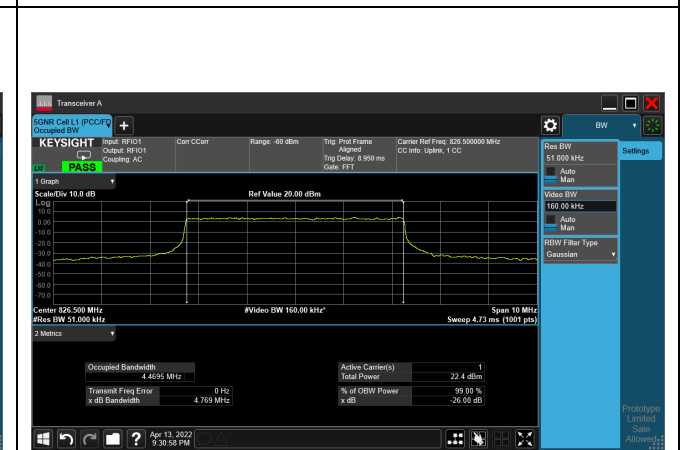 Transceiver A
5GNR Cell L1 (PCC/FD
Occupied BW
BW
KEYSIGHT
Input: RFIO1
Output: RFIO1
Coupling: AC
Corr CCorr
Range: -60 dBm
Trig: Prot Frame
Aligned
Trig Delay: 8.950 ms
Gate: FFT
Carrier Ref Freq: 826.500000 MHz
CC Info: Uplink, 1 CC
PASS
Res BW
51.000 kHz
Auto
Man
Settings
Video BW
160.00 kHz
Auto
Man
RBW Filter Type
Gaussian
1 Graph
Scale/Div 10.0 dB
Ref Value 20.00 dBm
Log
10.0
0.00
-10.0
-20.0
-30.0
-40.0
-50.0
-60.0
-70.0
Center 826.500 MHz
#Video BW 160.00 kHz*
Span 10 MHz
#Res BW 51.000 kHz
Sweep 4.73 ms (1001 pts)
2 Metrics
Occupied Bandwidth
4.4695 MHz
Active Carrier(s) 1
Total Power 22.4 dBm
Transmit Freq Error 0 Hz
x dB Bandwidth 4.769 MHz
% of OBW Power 99.00 %
x dB -26.00 dB
Apr 13, 2022
9:30:58 PM
Prototype
Limited
Sale
Allowed